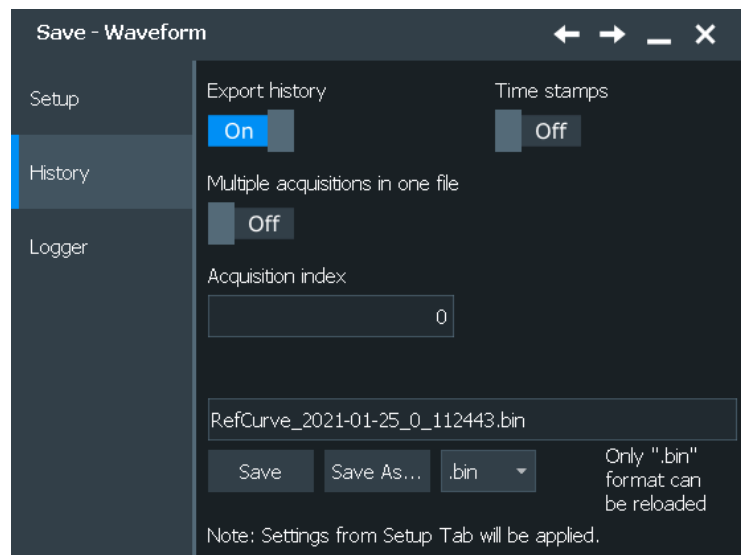 Save - Waveform
Setup
History
Logger
Export history
Time stamps
On
Off
Multiple acquisitions in one file
Off
Acquisition index
0
RefCurve_2021-01-25_0_112443.bin
Save
Save As...
.bin
Only ".bin"
format can
be reloaded
Note: Settings from Setup Tab will be applied.